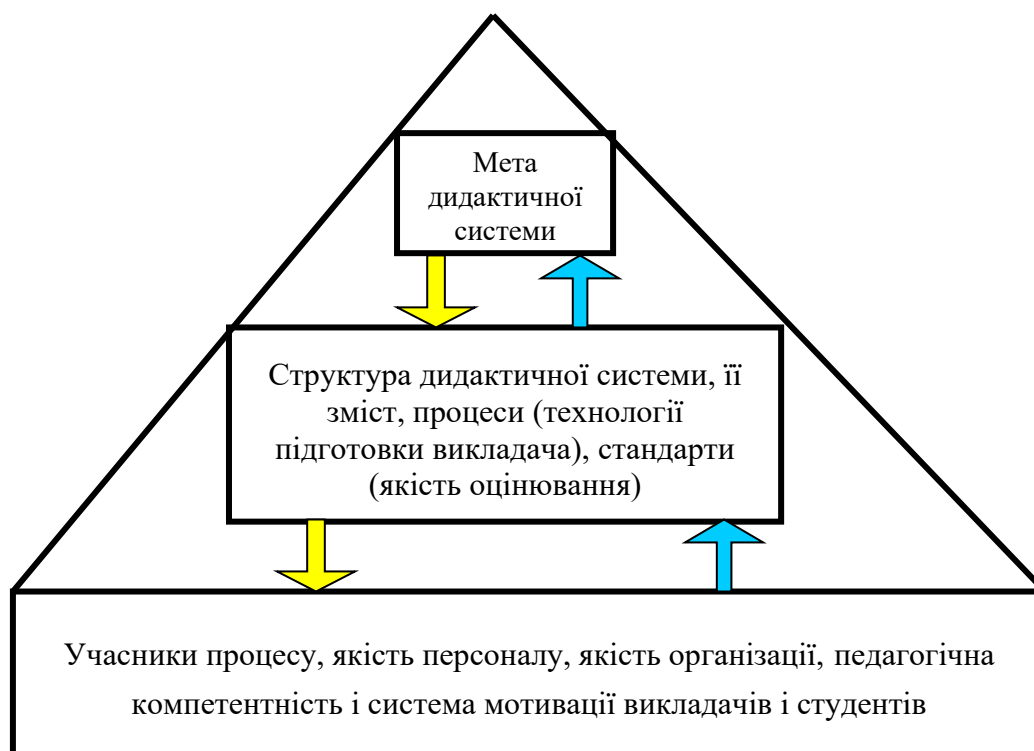 Мета
дидактичної
системи
Структура дидактичної системи, її
зміст, процеси (технології
підготовки викладача), стандарти
(якість оцінювання)
Учасники процесу, якість персоналу, якість організації, педагогічна
компетентність і система мотивації викладачів і студентів